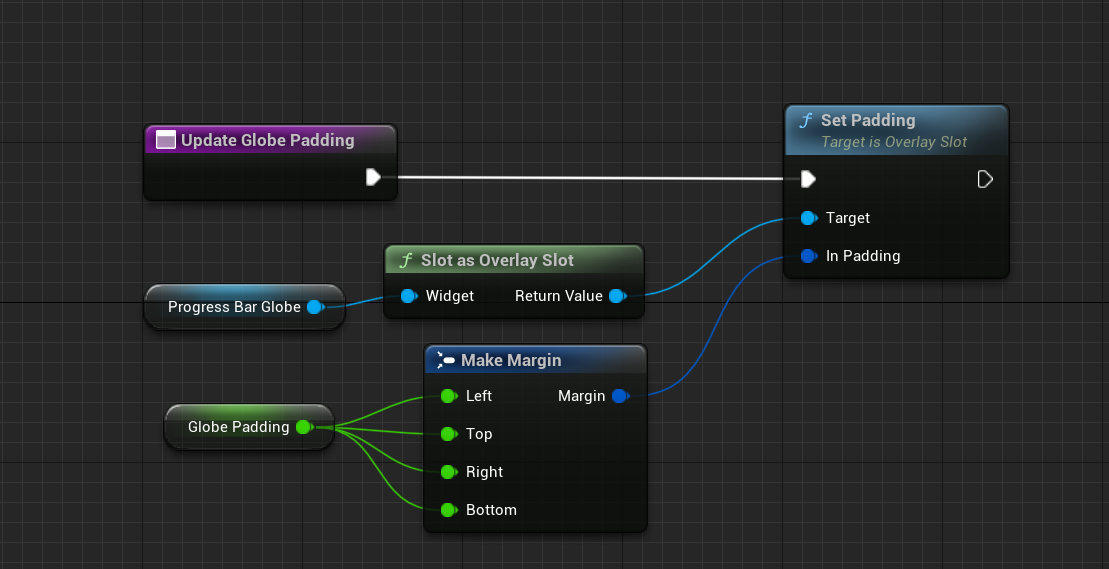 Update Globe Padding
Set Padding
Target is Overlay Slot
Target
In Padding
Slot as Overlay Slot
Widget Return Value
Progress Bar Globe
Make Margin
Left Margin
Top
Right
Bottom
Globe Padding